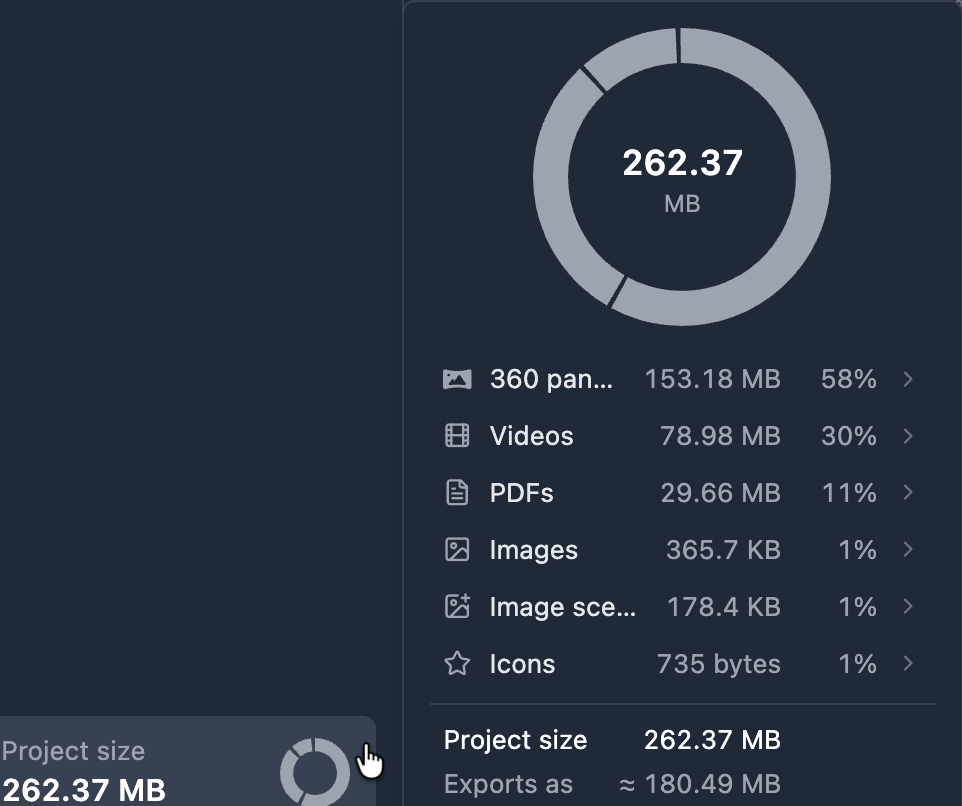 262.37
MB
360 pan... 153.18 MB 58%
Videos 78.98 MB 30%
PDFs 29.66 MB 11%
Images 365.7 KB 1%
Image sce... 178.4 KB 1%
Icons 735 bytes 1%
Project size 262.37 MB
Exports as ≈ 180.49 MB
Project size
262.37 MB